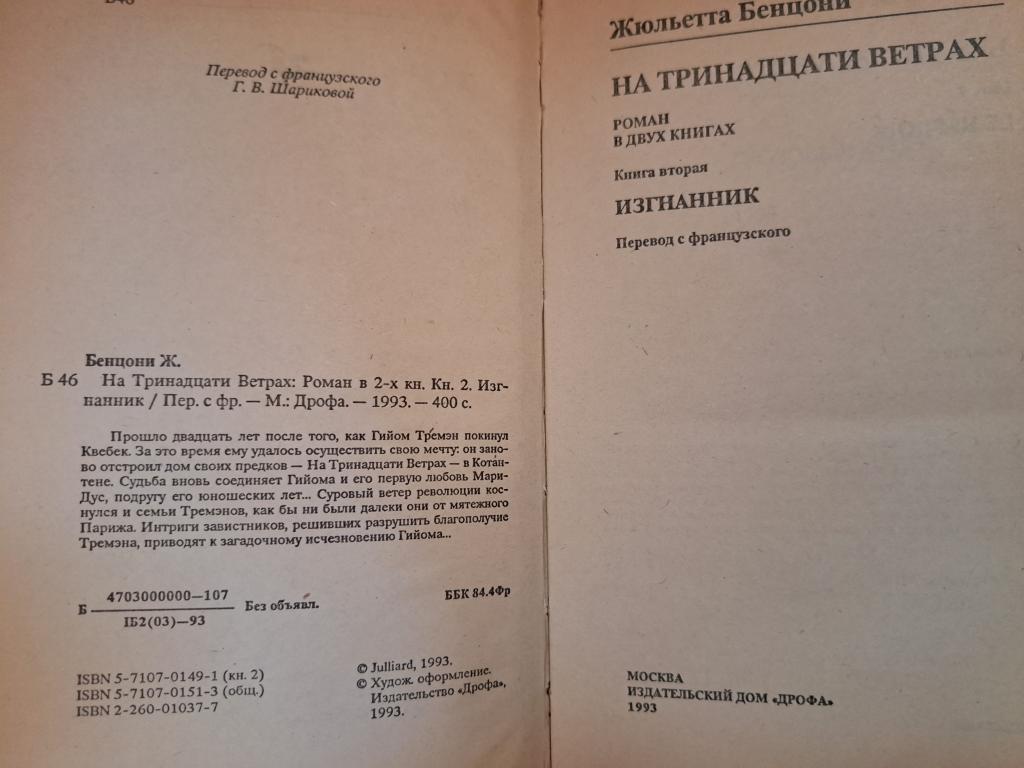 Перевод с французского
Г. В. Шариковой
Бенцони Ж.
Б 46 На Тринадцати Ветрах: Роман в 2-х кн. Кн. 2. Изг-
нанник / Пер. с фр. — М.: Дрофа. — 1993. — 400 с.
Прошло двадцать лет после того, как Гийом Тремэн покинул
Квебек. За это время ему удалось осуществить свою мечту: он зано-
во отстроил дом своих предков — На Тринадцати Ветрах — в Котан-
тене. Судьба вновь соединяет Гийома и его первую любовь Мари-
Дус, подругу его юношеских лет... Суровый ветер революции кос-
нулся и семьи Тремэнов, как бы ни были далеки они от мятежного
Парижа. Интриги завистников, решивших разрушить благополучие
Тремэна, приводят к загадочному исчезновению Гийома...
Б 4703000000—107
1Б2(03)—93
Без объявл.
ББК 84.4Фр
ISBN 5-7107-0149-1 (кн. 2)
ISBN 5-7107-0151-3 (общ.)
ISBN 2-260-01037-7
© Julliard, 1993.
© Худож. оформление.
Издательство «Дрофа»,
1993.
Жюльетта Бенцони
НА ТРИНАДЦАТИ ВЕТРАХ
РОМАН
В ДВУХ КНИГАХ
Книга вторая
ИЗГНАННИК
Перевод с французского
МОСКВА
ИЗДАТЕЛЬСКИЙ ДОМ «ДРОФА»
1993